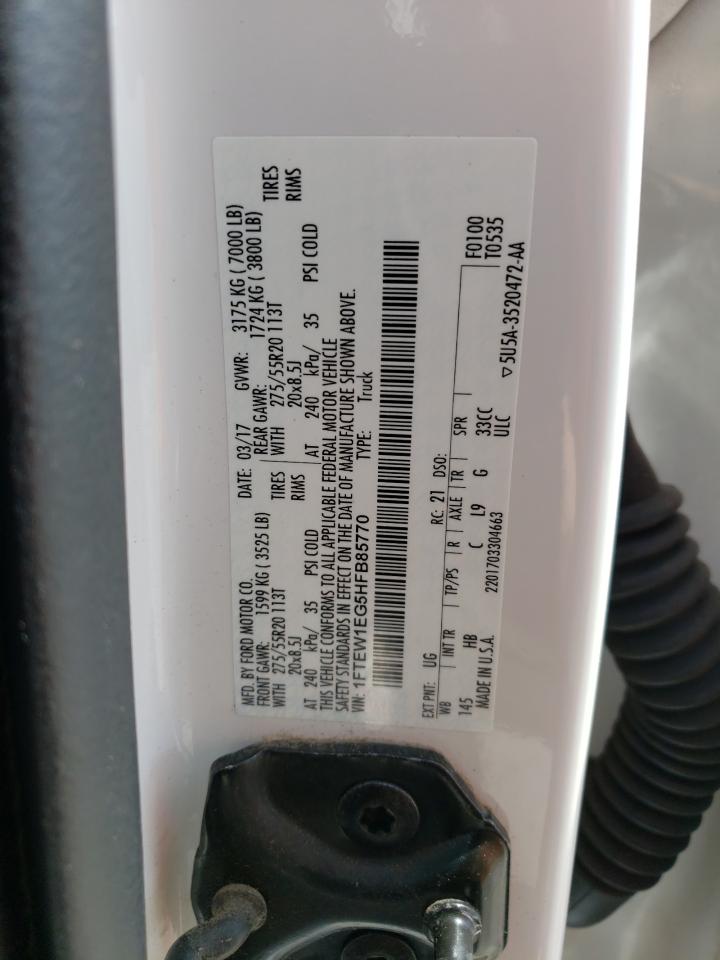 MFD. BY FORD MOTOR CO. DATE: 03/17 GVWR: 3175 KG ( 7000 LB)
FRONT GAWR: 1599 KG ( 3525 LB) REAR GAWR: 1724 KG ( 3800 LB)
WITH 275/55R20 113T TIRES WITH 275/55R20 113T TIRES
20x8.5J RIMS 20x8.5J RIMS
AT 240 kPa/ 35 PSI COLD AT 240 kPa/ 35 PSI COLD
THIS VEHICLE CONFORMS TO ALL APPLICABLE FEDERAL MOTOR VEHICLE
SAFETY STANDARDS IN EFFECT ON THE DATE OF MANUFACTURE SHOWN ABOVE.
VIN: 1FTEW1EG5HFB85770 TYPE: Truck
EXT PNT: UG RC: 21 DSO: F0100
WB INT TR TP/PS R AXLE TR SPR T0535
145 HB C L9 G 33CC
MADE IN U.S.A. 2201703304663 ULC ▽5U5A-3520472-AA